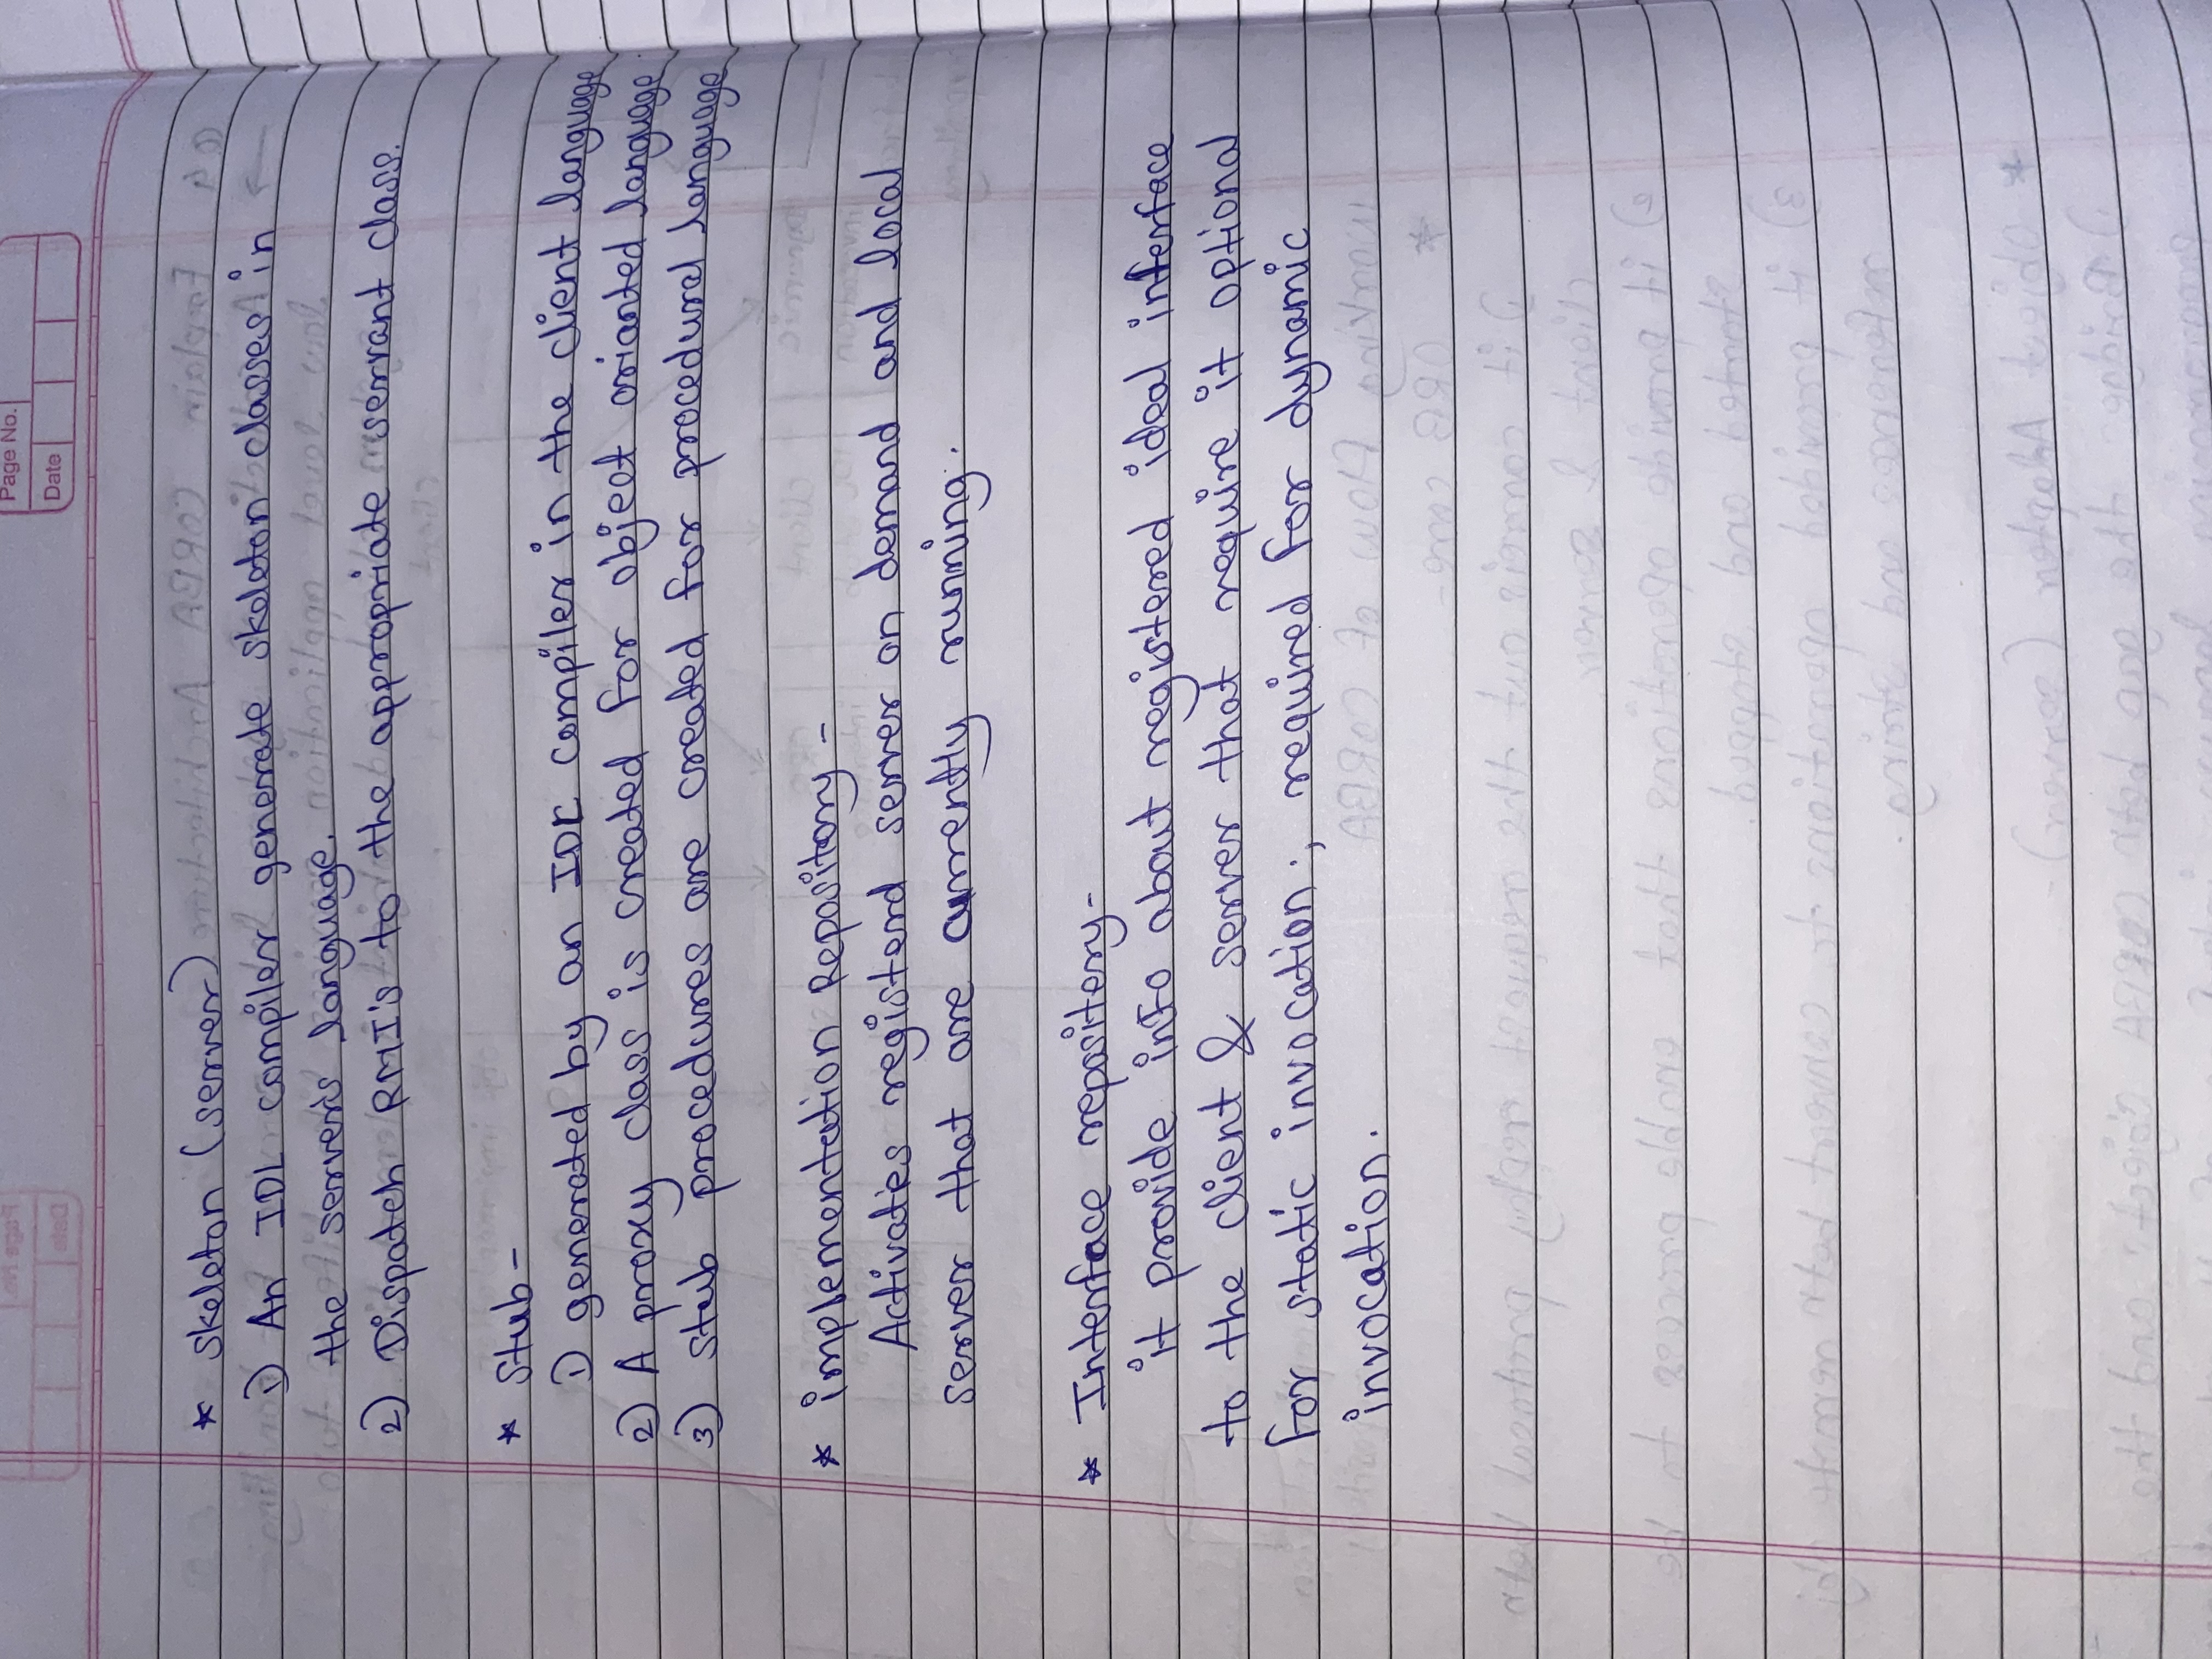 Page No.
Date
* skeleton (server)
1) An IDL compiler generate skeleton classes in
the server's language.
2) Dispatch RMI's to the appropriate servant class.
* Stub -
1) generated by an IDL compiler in the client language
2) A proxy class is created for object orianted language
3) stub procedures are created for procedural language
* implementation Repository -
Activaties registerd server on demand and local
server that are currently running.
* Interface repository -
it provide info about registered ideal interface
to the client & server that require it optional
for static invocation ; required for dynamic
invocation.